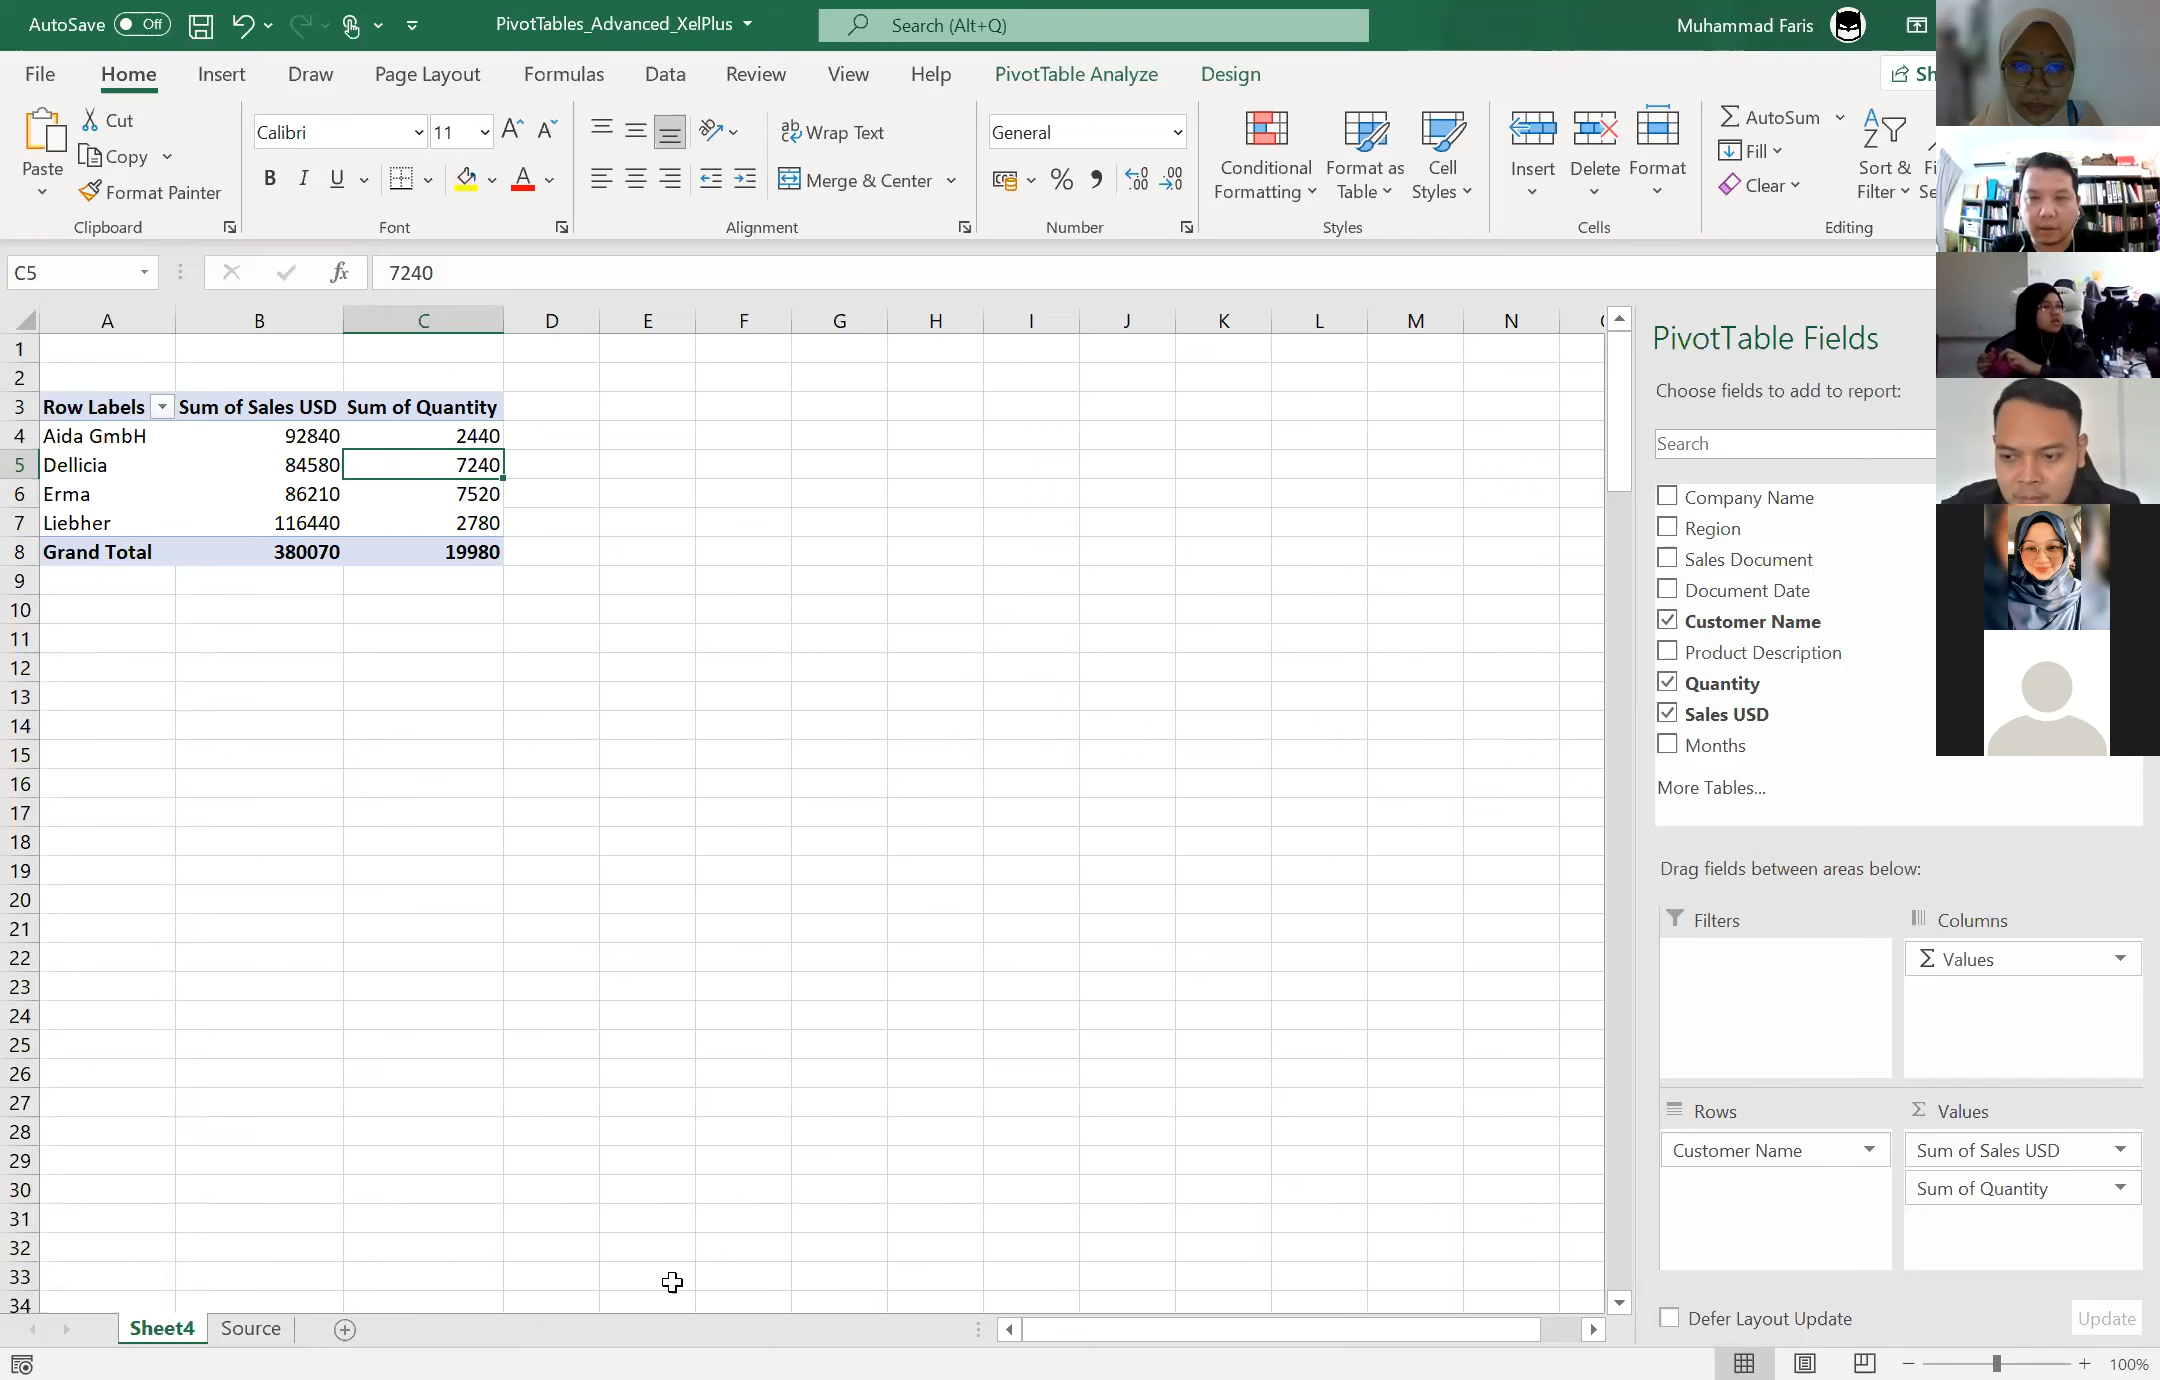 AutoSave Off PivotTables_Advanced_XelPlus Search (Alt+Q) Muhammad Faris
File Home Insert Draw Page Layout Formulas Data Review View Help PivotTable Analyze Design Sh
Paste
Cut
Copy
Format Painter
Clipboard
Calibri 11
B I U
Font
Wrap Text
Merge & Center
Alignment
General
Number
Conditional
Formatting
Format as
Table
Cell
Styles
Styles
Insert
Delete
Format
Cells
AutoSum
Fill
Clear
Sort &
Filter
Fi
Se
Editing
C5 fx 7240
A B C D E F G H I J K L M N
1
2
3 Row Labels Sum of Sales USD Sum of Quantity
4 Aida GmbH 92840 2440
5 Dellicia 84580 7240
6 Erma 86210 7520
7 Liebher 116440 2780
8 Grand Total 380070 19980
9
10
11
12
13
14
15
16
17
18
19
20
21
22
23
24
25
26
27
28
29
30
31
32
33
34
PivotTable Fields
Choose fields to add to report:
Search
Company Name
Region
Sales Document
Document Date
Customer Name
Product Description
Quantity
Sales USD
Months
More Tables...
Drag fields between areas below:
Filters
Columns
Σ Values
Rows
Customer Name
Σ Values
Sum of Sales USD
Sum of Quantity
Defer Layout Update Update
Sheet4 Source
100%